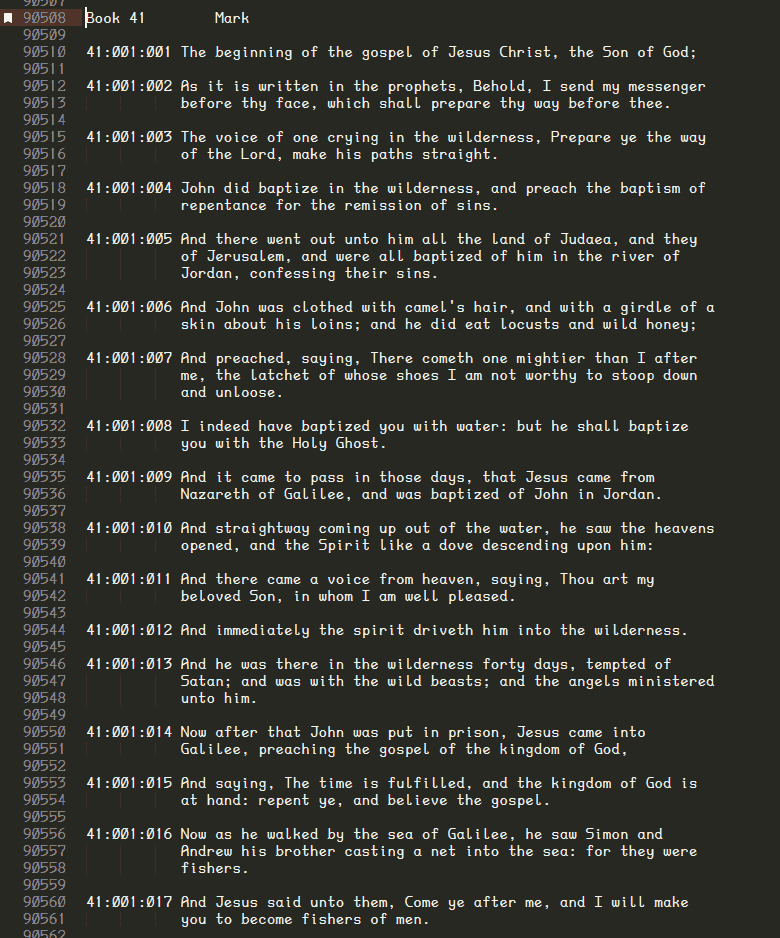 90507
90508 Book 41 Mark
90509
90510 41:001:001 The beginning of the gospel of Jesus Christ, the Son of God;
90511
90512 41:001:002 As it is written in the prophets, Behold, I send my messenger
90513 before thy face, which shall prepare thy way before thee.
90514
90515 41:001:003 The voice of one crying in the wilderness, Prepare ye the way
90516 of the Lord, make his paths straight.
90517
90518 41:001:004 John did baptize in the wilderness, and preach the baptism of
90519 repentance for the remission of sins.
90520
90521 41:001:005 And there went out unto him all the land of Judaea, and they
90522 of Jerusalem, and were all baptized of him in the river of
90523 Jordan, confessing their sins.
90524
90525 41:001:006 And John was clothed with camel's hair, and with a girdle of a
90526 skin about his loins; and he did eat locusts and wild honey;
90527
90528 41:001:007 And preached, saying, There cometh one mightier than I after
90529 me, the latchet of whose shoes I am not worthy to stoop down
90530 and unloose.
90531
90532 41:001:008 I indeed have baptized you with water: but he shall baptize
90533 you with the Holy Ghost.
90534
90535 41:001:009 And it came to pass in those days, that Jesus came from
90536 Nazareth of Galilee, and was baptized of John in Jordan.
90537
90538 41:001:010 And straightway coming up out of the water, he saw the heavens
90539 opened, and the Spirit like a dove descending upon him:
90540
90541 41:001:011 And there came a voice from heaven, saying, Thou art my
90542 beloved Son, in whom I am well pleased.
90543
90544 41:001:012 And immediately the spirit driveth him into the wilderness.
90545
90546 41:001:013 And he was there in the wilderness forty days, tempted of
90547 Satan; and was with the wild beasts; and the angels ministered
90548 unto him.
90549
90550 41:001:014 Now after that John was put in prison, Jesus came into
90551 Galilee, preaching the gospel of the kingdom of God,
90552
90553 41:001:015 And saying, The time is fulfilled, and the kingdom of God is
90554 at hand: repent ye, and believe the gospel.
90555
90556 41:001:016 Now as he walked by the sea of Galilee, he saw Simon and
90557 Andrew his brother casting a net into the sea: for they were
90558 fishers.
90559
90560 41:001:017 And Jesus said unto them, Come ye after me, and I will make
90561 you to become fishers of men.
90562